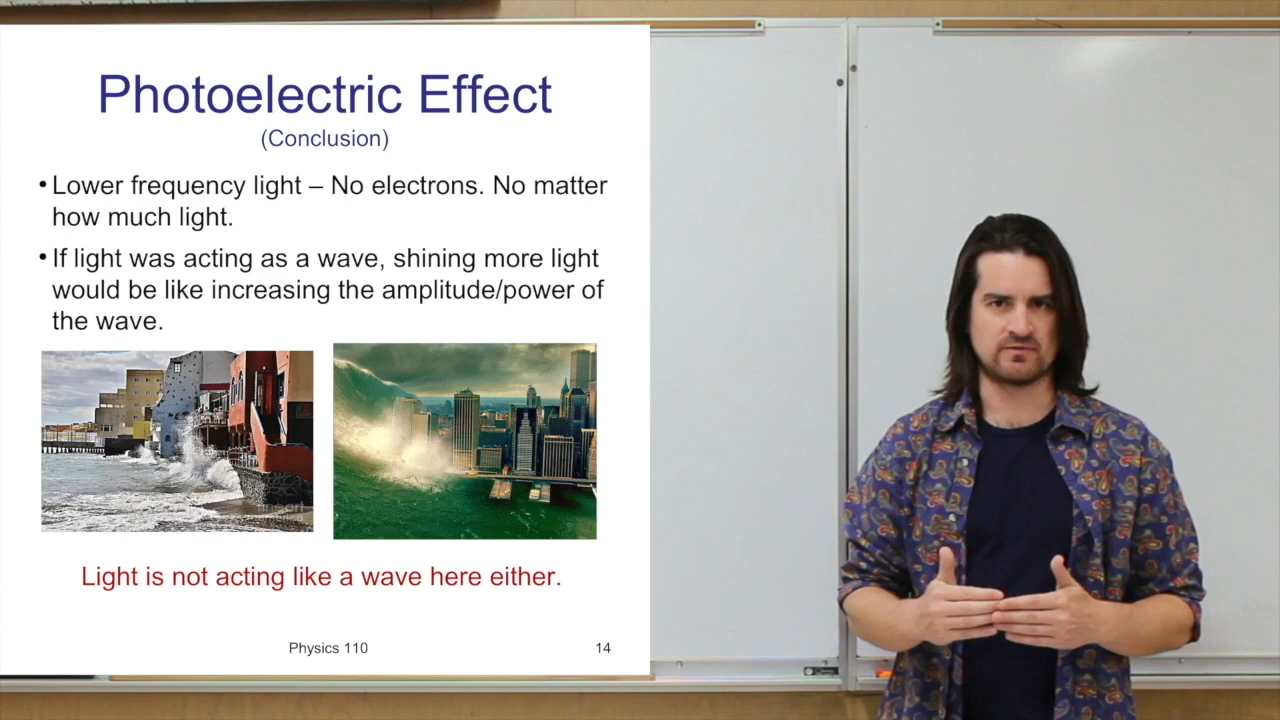 Photoelectric Effect
(Conclusion)
• Lower frequency light – No electrons. No matter
how much light.
• If light was acting as a wave, shining more light
would be like increasing the amplitude/power of
the wave.
Light is not acting like a wave here either.
Physics 110
14